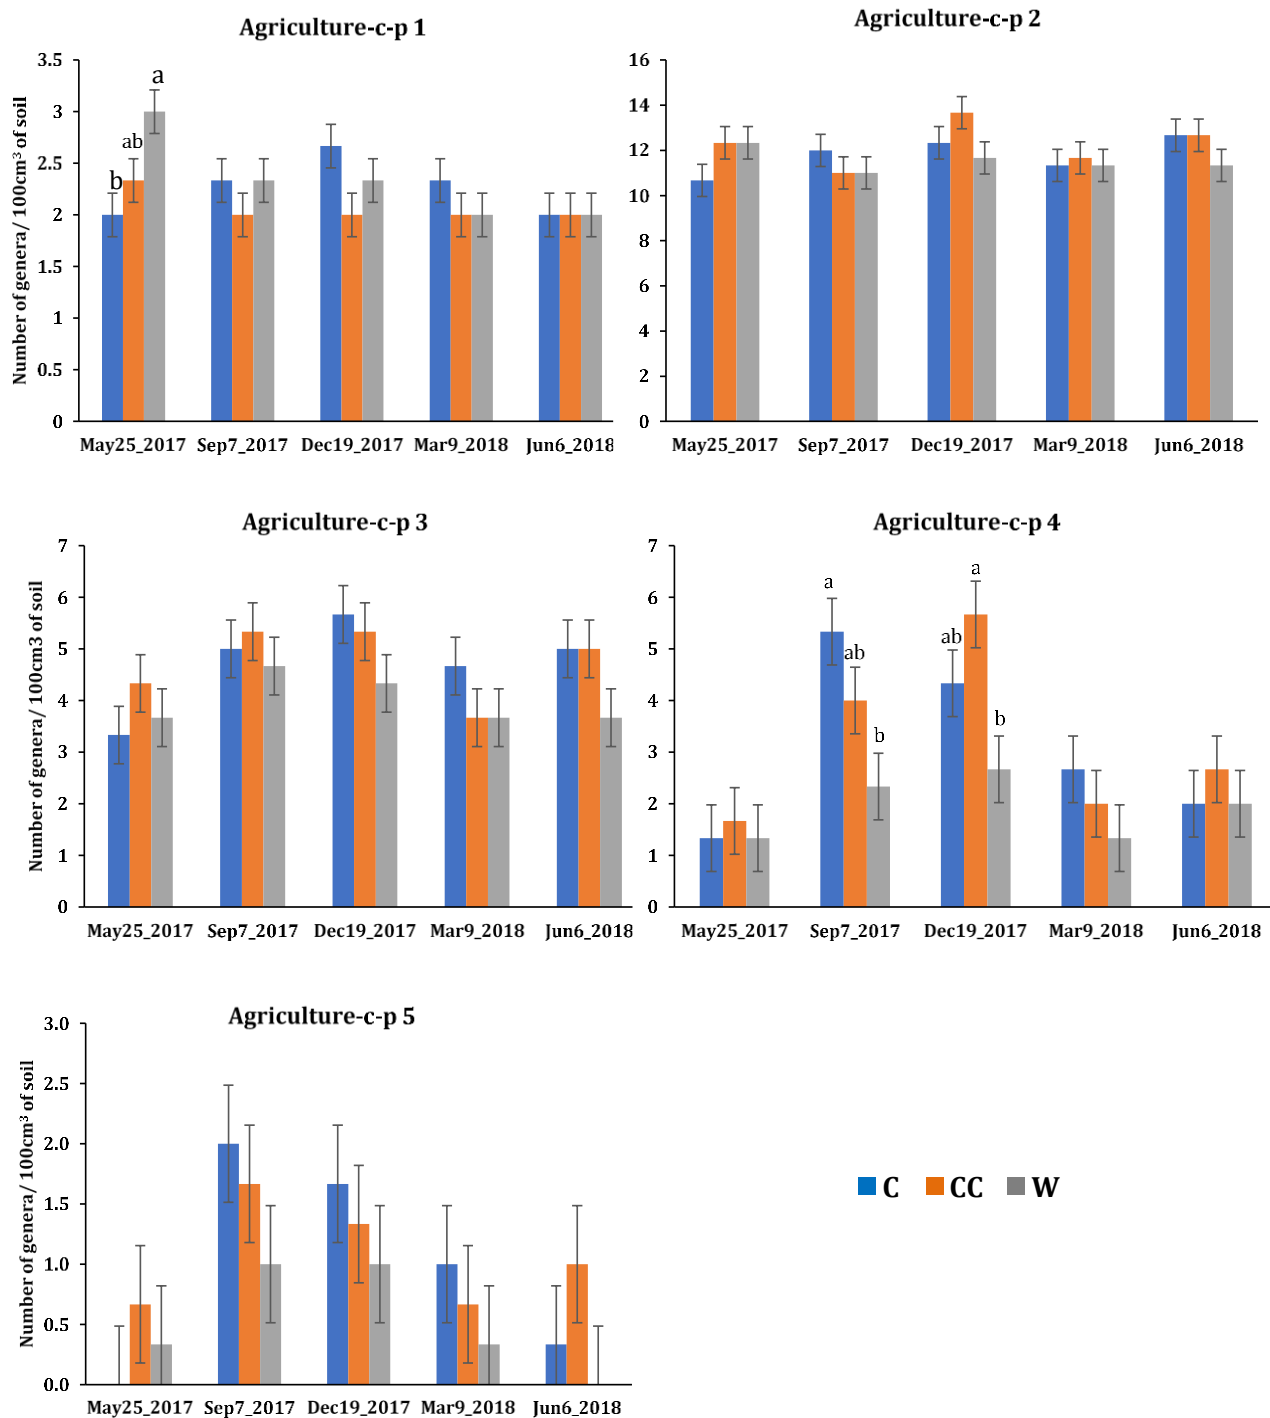 Agriculture-c-p 1
Number of genera/ 100cm³ of soil
3.5
3
2.5
2
1.5
1
0.5
0
b
ab
a
May25_2017 Sep7_2017 Dec19_2017 Mar9_2018 Jun6_2018
Agriculture-c-p 2
16
14
12
10
8
6
4
2
0
May25_2017 Sep7_2017 Dec19_2017 Mar9_2018 Jun6_2018
Agriculture-c-p 3
Number of genera/ 100cm3 of soil
7
6
5
4
3
2
1
0
May25_2017 Sep7_2017 Dec19_2017 Mar9_2018 Jun6_2018
Agriculture-c-p 4
7
6
5
4
3
2
1
0
a
ab
b
ab
a
b
May25_2017 Sep7_2017 Dec19_2017 Mar9_2018 Jun6_2018
Agriculture-c-p 5
Number of genera/ 100cm³ of soil
3.0
2.5
2.0
1.5
1.0
0.5
0.0
May25_2017 Sep7_2017 Dec19_2017 Mar9_2018 Jun6_2018
C CC W